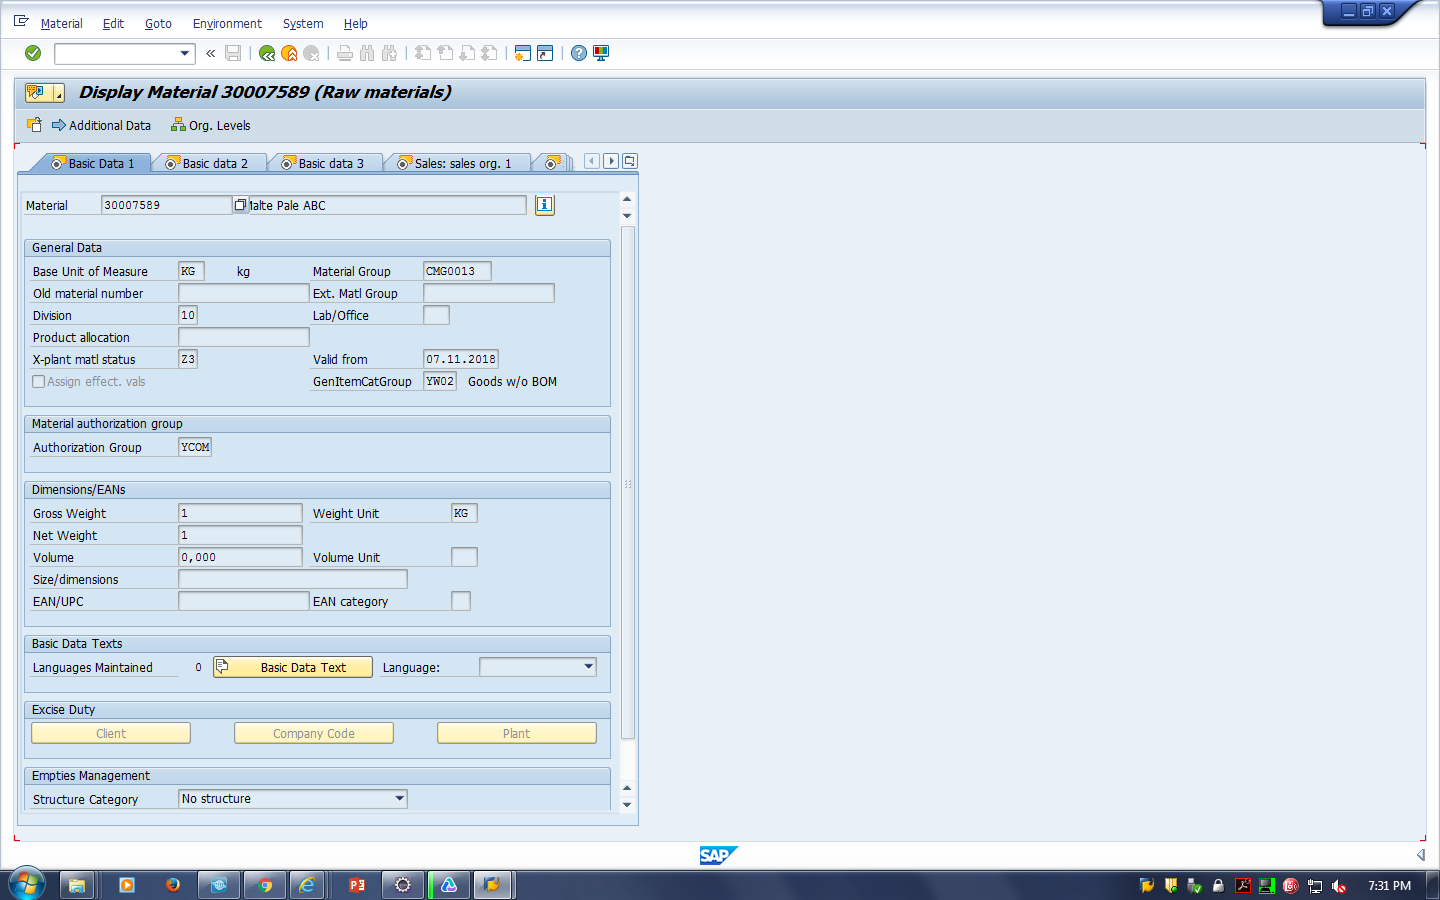 Material Edit Goto Environment System Help
Display Material 30007589 (Raw materials)
Additional Data Org. Levels
Basic Data 1 Basic data 2 Basic data 3 Sales: sales org. 1
Material 30007589 Malte Pale ABC
General Data
Base Unit of Measure KG kg Material Group CMG0013
Old material number Ext. Matl Group
Division 10 Lab/Office
Product allocation
X-plant matl status Z3 Valid from 07.11.2018
Assign effect. vals GenItemCatGroup YW02 Goods w/o BOM
Material authorization group
Authorization Group YCOM
Dimensions/EANs
Gross Weight 1 Weight Unit KG
Net Weight 1
Volume 0,000 Volume Unit
Size/dimensions
EAN/UPC EAN category
Basic Data Texts
Languages Maintained 0 Basic Data Text Language:
Excise Duty
Client Company Code Plant
Empties Management
Structure Category No structure
SAP
7:31 PM